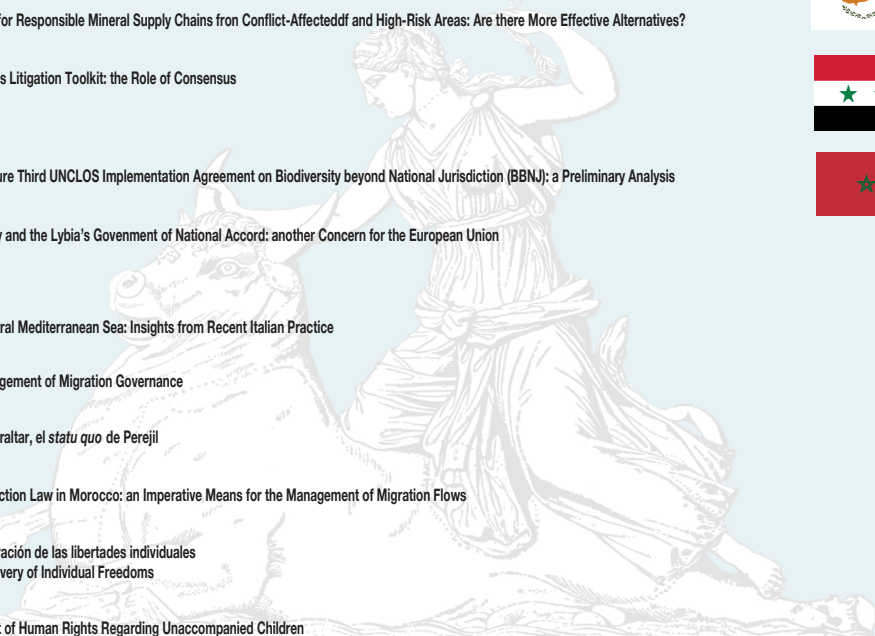 for Responsible Mineral Supply Chains fron Conflict-Affecteddf and High-Risk Areas: Are there More Effective Alternatives?
s Litigation Toolkit: the Role of Consensus
ure Third UNCLOS Implementation Agreement on Biodiversity beyond National Jurisdiction (BBNJ): a Preliminary Analysis
y and the Lybia's Govenment of National Accord: another Concern for the European Union
ral Mediterranean Sea: Insights from Recent Italian Practice
gement of Migration Governance
raltar, el statu quo de Perejil
ction Law in Morocco: an Imperative Means for the Management of Migration Flows
ración de las libertades individuales
very of Individual Freedoms
t of Human Rights Regarding Unaccompanied Children